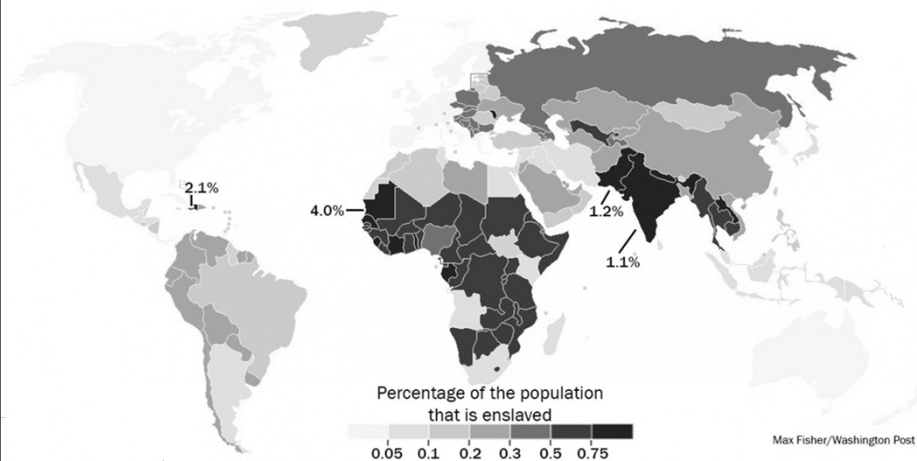 2.1%
4.0%
1.2%
1.1%
Percentage of the population
that is enslaved
0.05 0.1 0.2 0.3 0.5 0.75
Max Fisher/Washington Post